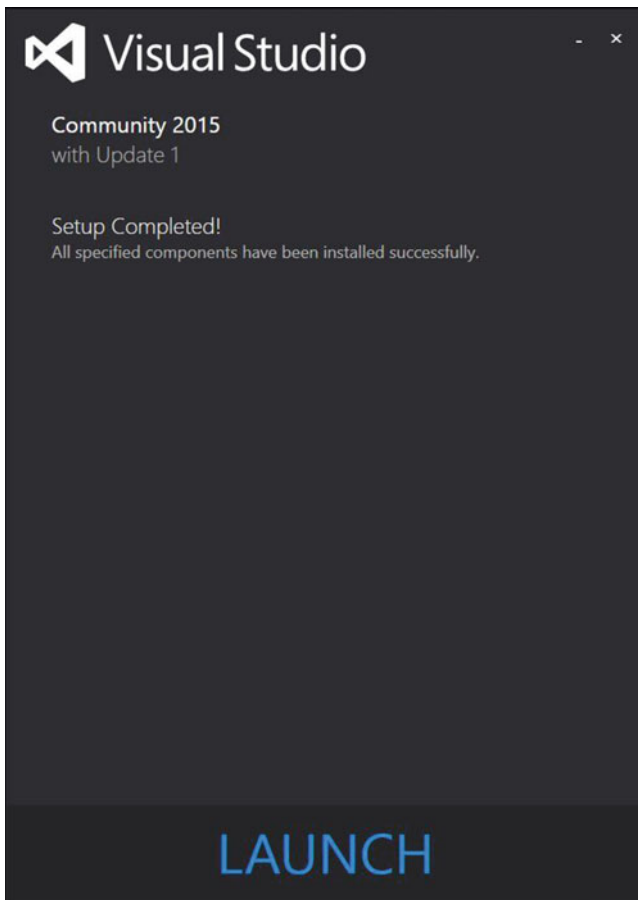 Visual Studio
Community 2015
with Update 1
Setup Completed!
All specified components have been installed successfully.
LAUNCH